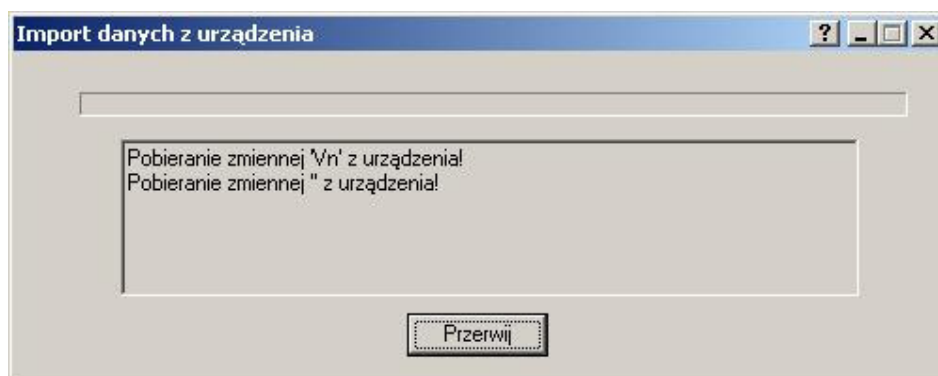 Import danych z urządzenia
Pobieranie zmiennej 'Vn' z urządzenia!
Pobieranie zmiennej '' z urządzenia!
Przerwij